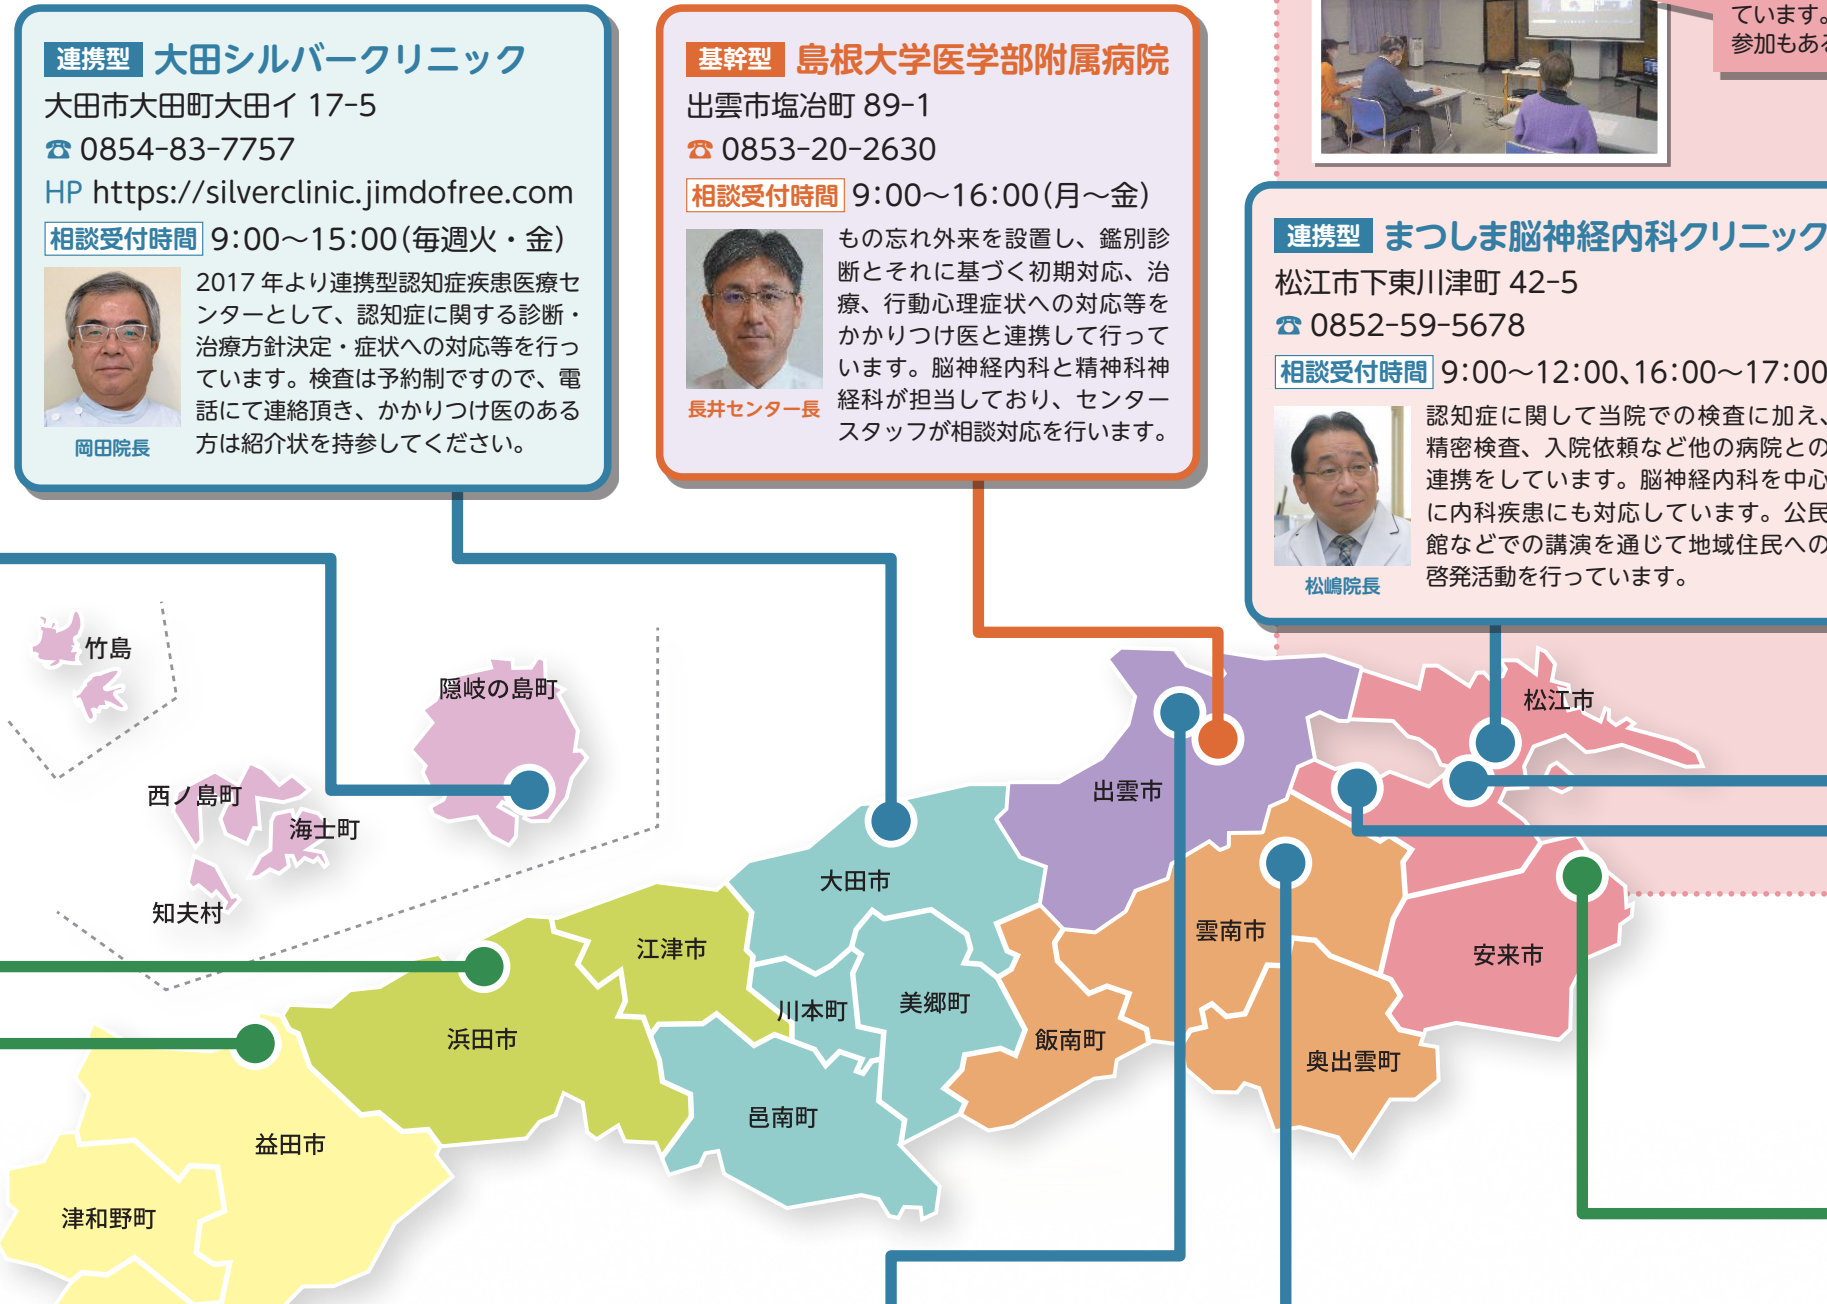 連携型 大田シルバークリニック
大田市大田町大田イ 17-5
☎ 0854-83-7757
HP https://silverclinic.jimdofree.com
相談受付時間 9:00〜15:00(毎週火・金)
2017 年より連携型認知症疾患医療セ
ンターとして、認知症に関する診断・
治療方針決定・症状への対応等を行っ
ています。検査は予約制ですので、電
話にて連絡頂き、かかりつけ医のある
方は紹介状を持参してください。
岡田院長
基幹型 島根大学医学部附属病院
出雲市塩冶町 89-1
☎ 0853-20-2630
相談受付時間 9:00〜16:00(月〜金)
もの忘れ外来を設置し、鑑別診
断とそれに基づく初期対応、治
療、行動心理症状への対応等を
かかりつけ医と連携して行って
います。脳神経内科と精神科神
経科が担当しており、センター
スタッフが相談対応を行います。
長井センター長
ています。
参加もある
連携型 まつしま脳神経内科クリニック
松江市下東川津町 42-5
☎ 0852-59-5678
相談受付時間 9:00〜12:00、16:00〜17:00
認知症に関して当院での検査に加え、
精密検査、入院依頼など他の病院との
連携をしています。脳神経内科を中心
に内科疾患にも対応しています。公民
館などでの講演を通じて地域住民への
啓発活動を行っています。
松嶋院長
竹島
隠岐の島町
西ノ島町
海士町
知夫村
松江市
出雲市
大田市
雲南市
安来市
江津市
川本町
美郷町
飯南町
奥出雲町
浜田市
邑南町
益田市
津和野町